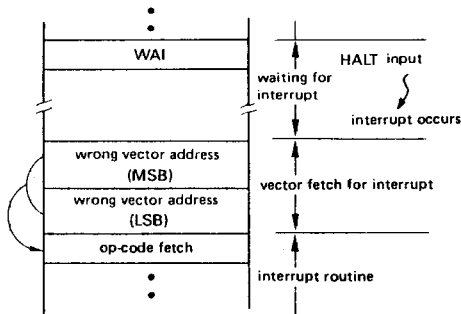 WAI
waiting for
interrupt
HALT input
interrupt occurs
wrong vector address
(MSB)
wrong vector address
(LSB)
vector fetch for interrupt
op-code fetch
interrupt routine